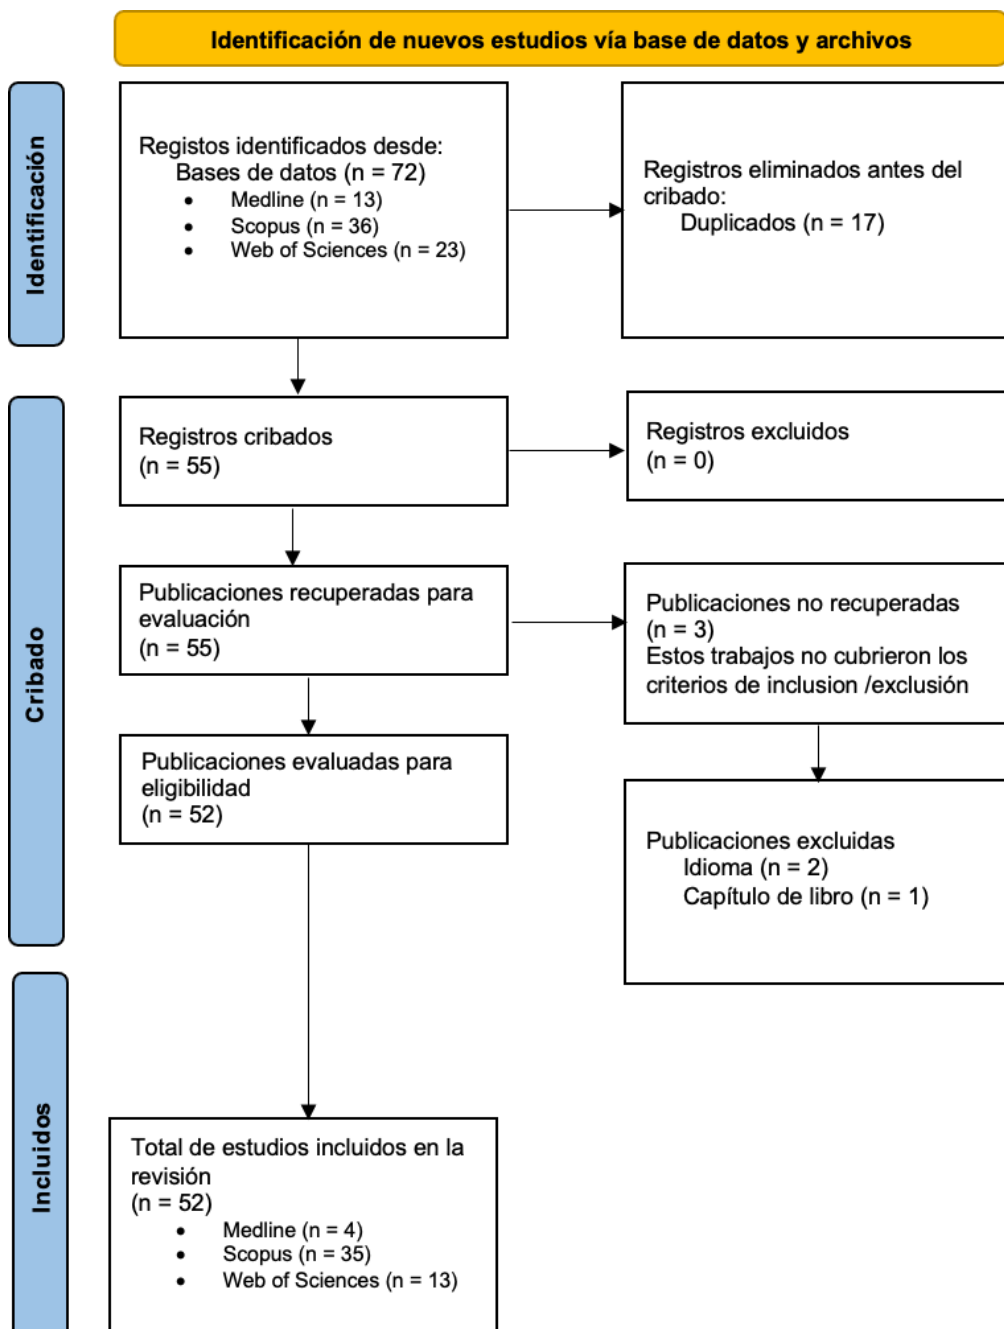 Identificación de nuevos estudios vía base de datos y archivos
Identificación
Registos identificados desde:
Bases de datos (n = 72)
• Medline (n = 13)
• Scopus (n = 36)
• Web of Sciences (n = 23)
Registros eliminados antes del
cribado:
Duplicados (n = 17)
Cribado
Registros cribados
(n = 55)
Registros excluidos
(n = 0)
Publicaciones recuperadas para
evaluación
(n = 55)
Publicaciones no recuperadas
(n = 3)
Estos trabajos no cubrieron los
criterios de inclusion /exclusión
Publicaciones evaluadas para
eligibilidad
(n = 52)
Publicaciones excluidas
Idioma (n = 2)
Capítulo de libro (n = 1)
Incluidos
Total de estudios incluidos en la
revisión
(n = 52)
• Medline (n = 4)
• Scopus (n = 35)
• Web of Sciences (n = 13)